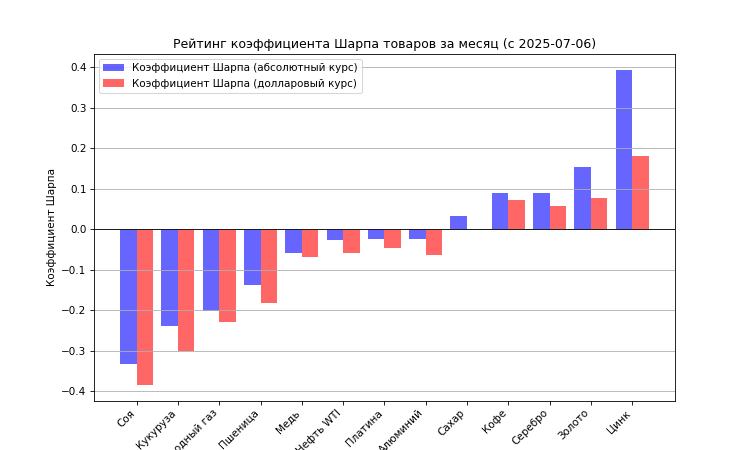 Рейтинг коэффициента Шарпа товаров за месяц (с 2025-07-06)
Коэффициент Шарпа (абсолютный курс)
Коэффициент Шарпа (долларовый курс)
Коэффициент Шарпа
0.4
0.3
0.2
0.1
0.0
−0.1
−0.2
−0.3
−0.4
Соя
Кукуруза
одный газ
Пшеница
Медь
Нефть WTI
Платина
Алюминий
Сахар
Кофе
Серебро
Золото
Цинк